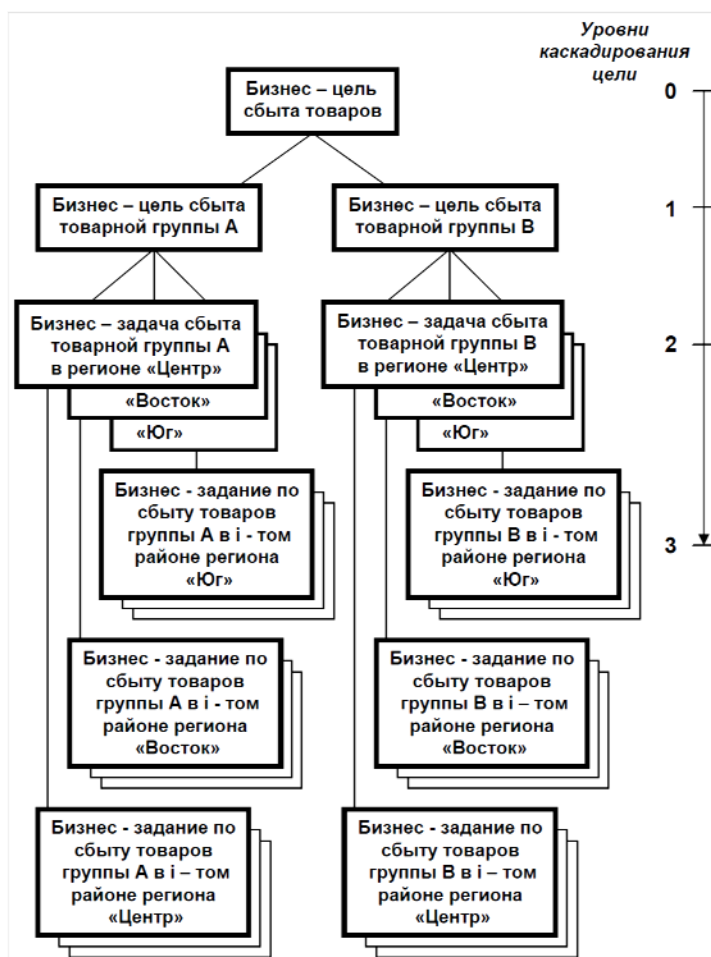 Уровни
каскадирования
цели
0
Бизнес – цель
сбыта товаров
Бизнес – цель сбыта
товарной группы А
Бизнес – цель сбыта
товарной группы В
1
Бизнес – задача сбыта
товарной группы А
в регионе «Центр»
«Восток»
«Юг»
Бизнес – задача сбыта
товарной группы В
в регионе «Центр»
«Восток»
«Юг»
2
Бизнес - задание по
сбыту товаров
группы А в i - том
районе региона
«Юг»
Бизнес - задание по
сбыту товаров
группы В в i - том
районе региона
«Юг»
3
Бизнес - задание по
сбыту товаров
группы А в i - том
районе региона
«Восток»
Бизнес - задание по
сбыту товаров
группы В в i – том
районе региона
«Восток»
Бизнес - задание по
сбыту товаров
группы А в i – том
районе региона
«Центр»
Бизнес - задание по
сбыту товаров
группы В в i – том
районе региона
«Центр»